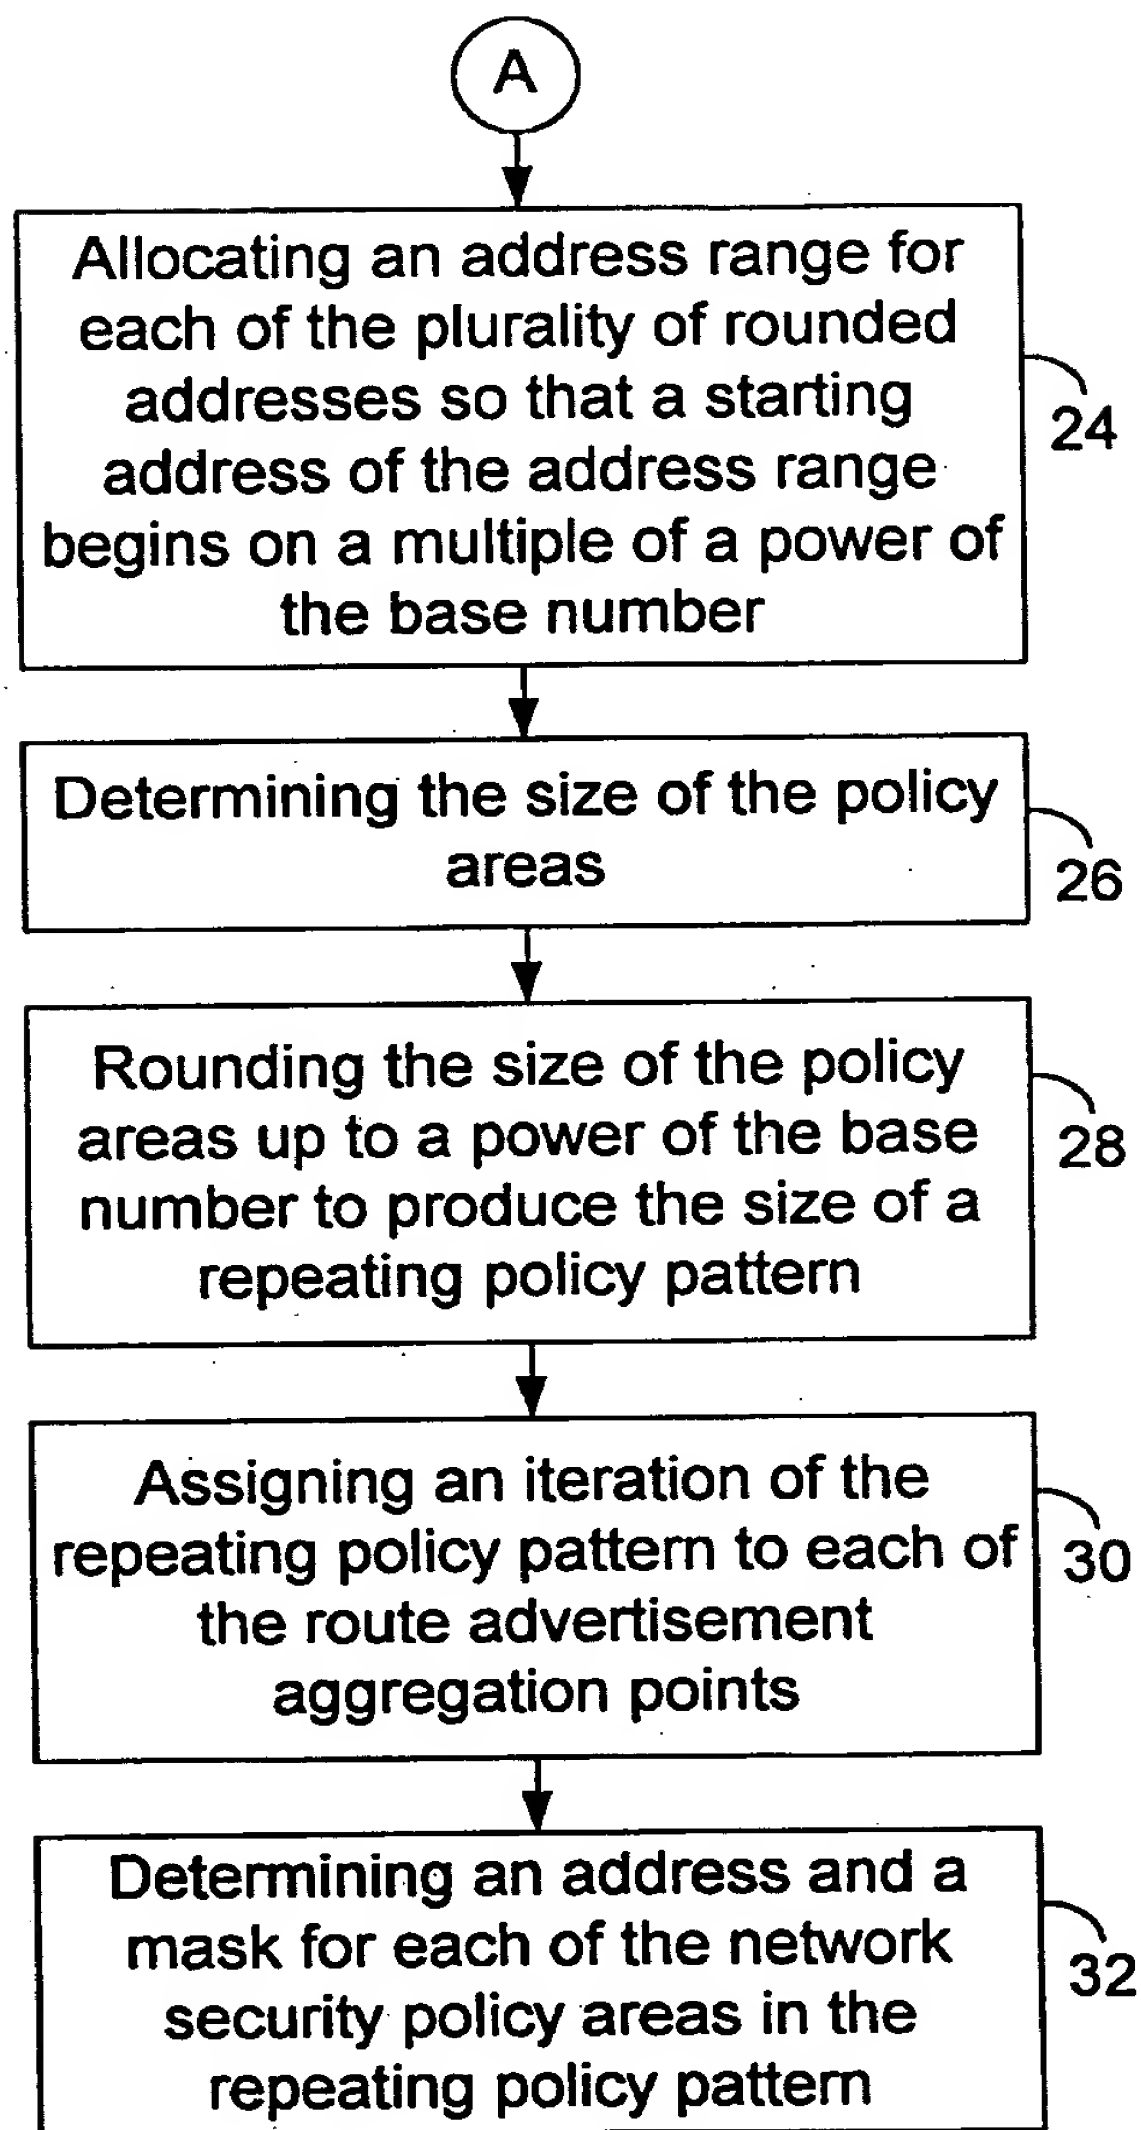 A
Allocating an address range for
each of the plurality of rounded
addresses so that a starting
address of the address range
begins on a multiple of a power of
the base number
24
Determining the size of the policy
areas
26
Rounding the size of the policy
areas up to a power of the base
number to produce the size of a
repeating policy pattern
28
Assigning an iteration of the
repeating policy pattern to each of
the route advertisement
aggregation points
30
Determining an address and a
mask for each of the network
security policy areas in the
repeating policy pattern
32